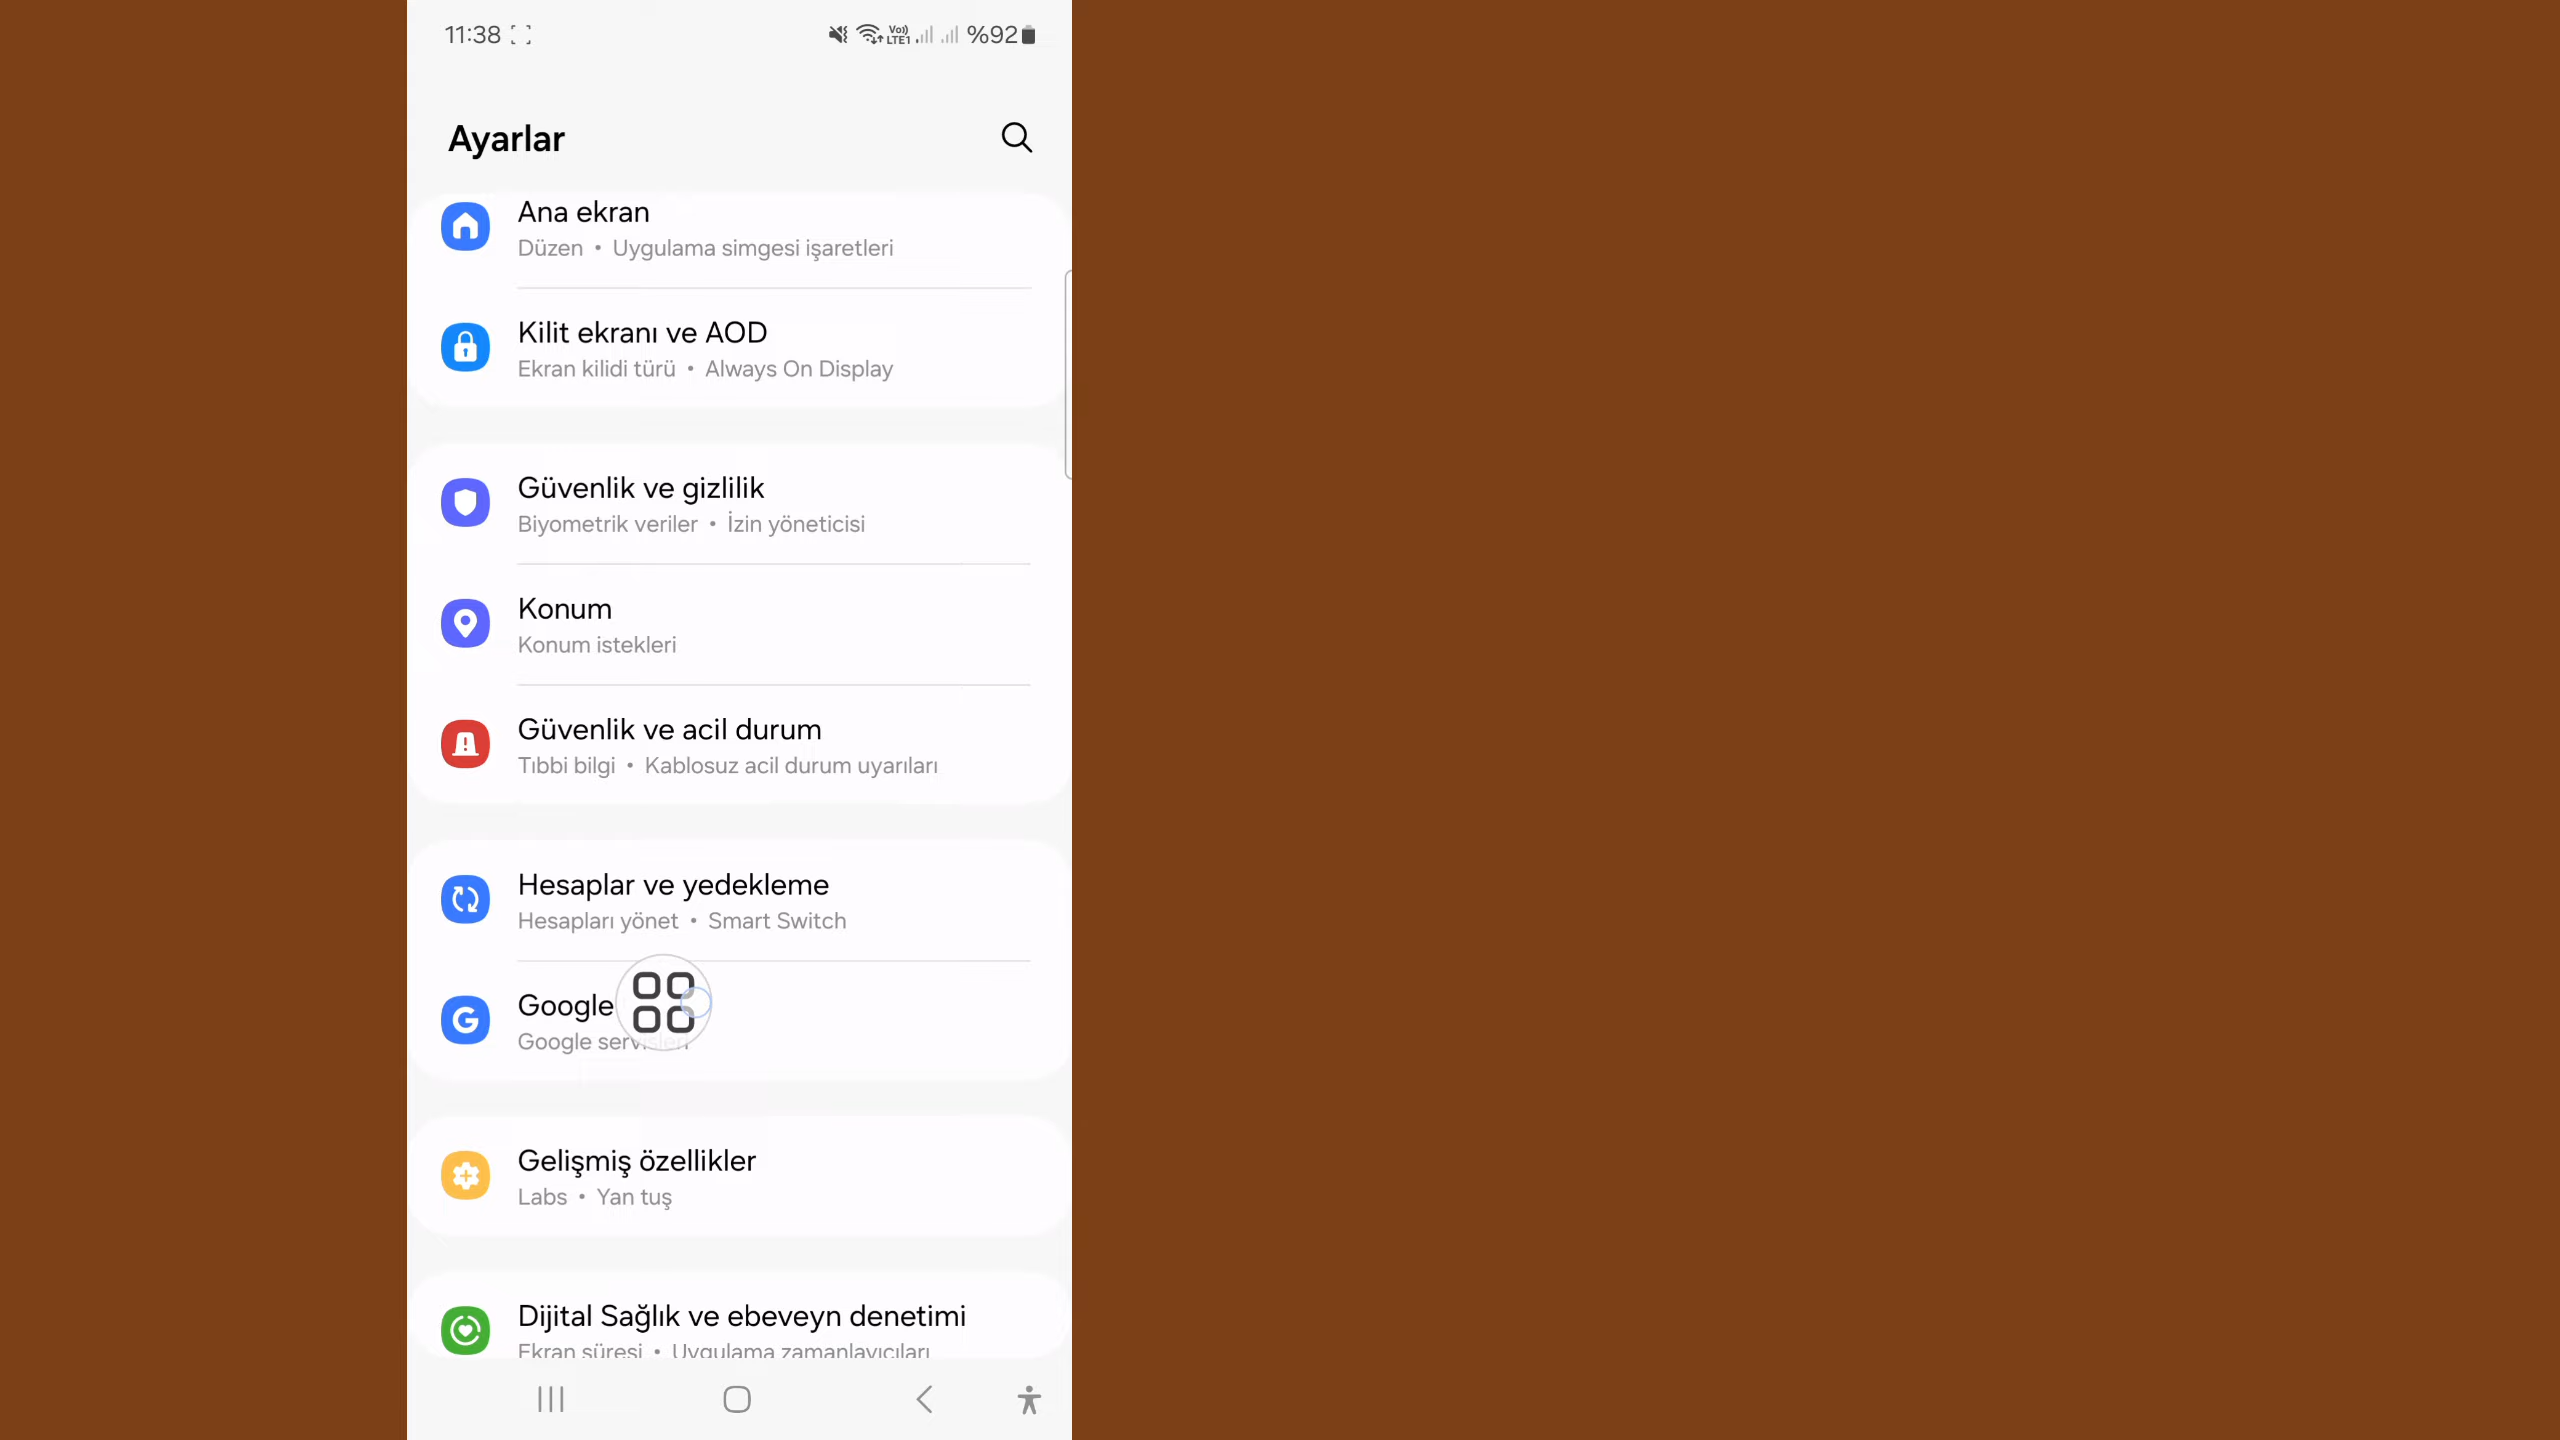 11:38
Vo)) LTE1 %92
Ayarlar
Ana ekran
Düzen • Uygulama simgesi işaretleri
Kilit ekranı ve AOD
Ekran kilidi türü • Always On Display
Güvenlik ve gizlilik
Biyometrik veriler • İzin yöneticisi
Konum
Konum istekleri
Güvenlik ve acil durum
Tıbbi bilgi • Kablosuz acil durum uyarıları
Hesaplar ve yedekleme
Hesapları yönet • Smart Switch
Google
Google servisleri
Gelişmiş özellikler
Labs • Yan tuş
Dijital Sağlık ve ebeveyn denetimi
Ekran süresi • Uygulama zamanlayıcıları